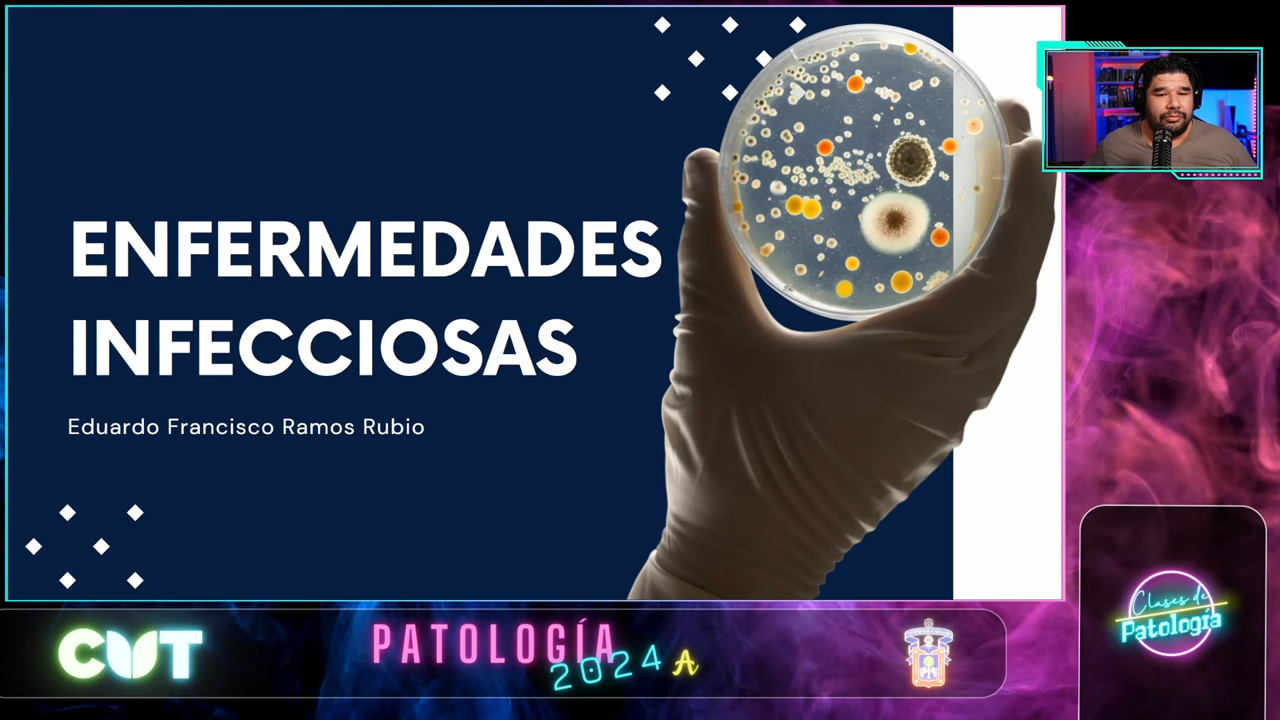 ENFERMEDADES
INFECCIOSAS
Eduardo Francisco Ramos Rubio
CUT
PATOLOGÍA
2024 A
Clases de
Patología